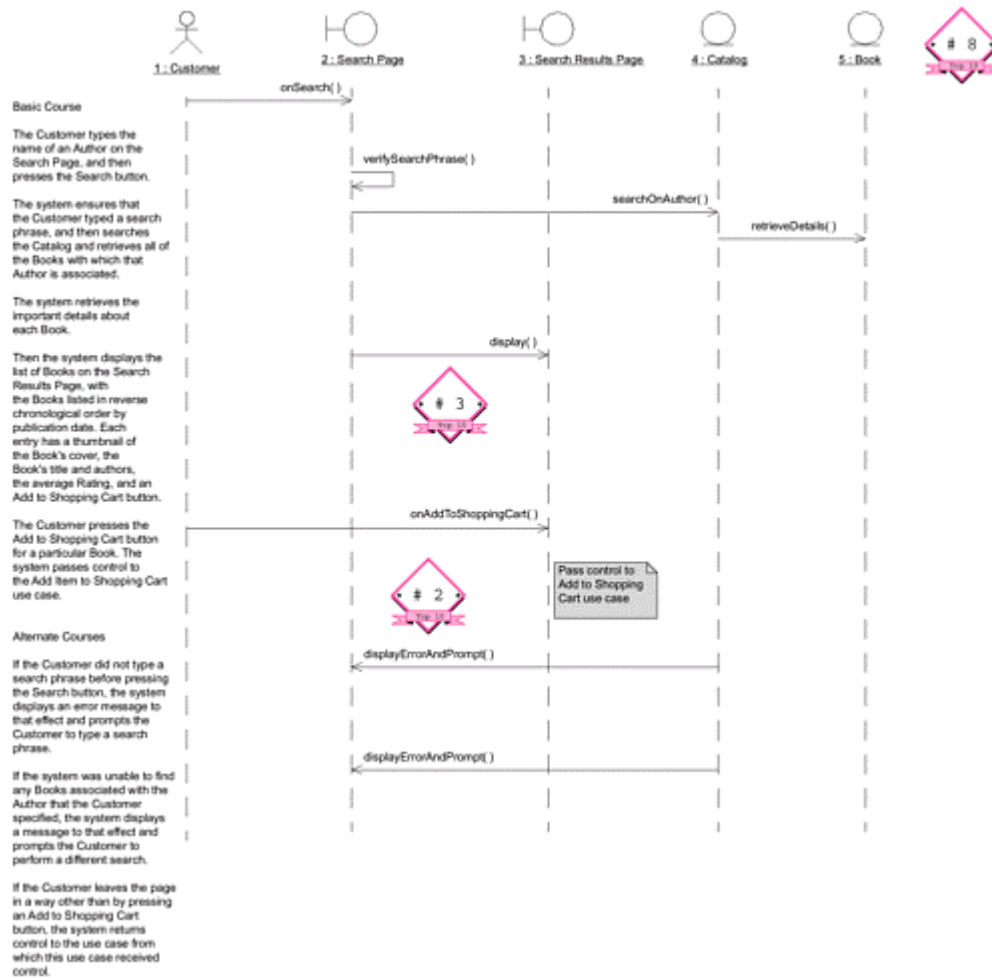 1 : Customer
2 : Search Page
3 : Search Results Page
4 : Catalog
5 : Book
# 8
Top 10
onSearch( )
Basic Course
The Customer types the
name of an Author on the
Search Page, and then
presses the Search button.
verifySearchPhrase( )
The system ensures that
the Customer typed a search
phrase, and then searches
the Catalog and retrieves all of
the Books with which that
Author is associated.
searchOnAuthor( )
retrieveDetails( )
The system retrieves the
important details about
each Book.
display( )
Then the system displays the
list of Books on the Search
Results Page, with
the Books listed in reverse
chronological order by
publication date. Each
entry has a thumbnail of
the Book's cover, the
Book's title and authors,
the average Rating, and an
Add to Shopping Cart button.
# 3
Top 10
onAddToShoppingCart( )
The Customer presses the
Add to Shopping Cart button
for a particular Book. The
system passes control to
the Add Item to Shopping Cart
use case.
Pass control to
Add to Shopping
Cart use case
# 2
Top 10
Alternate Courses
displayErrorAndPrompt( )
If the Customer did not type a
search phrase before pressing
the Search button, the system
displays an error message to
that effect and prompts the
Customer to type a search
phrase.
displayErrorAndPrompt( )
If the system was unable to find
any Books associated with the
Author that the Customer
specified, the system displays
a message to that effect and
prompts the Customer to
perform a different search.
If the Customer leaves the page
in a way other than by pressing
an Add to Shopping Cart
button, the system returns
control to the use case from
which this use case received
control.